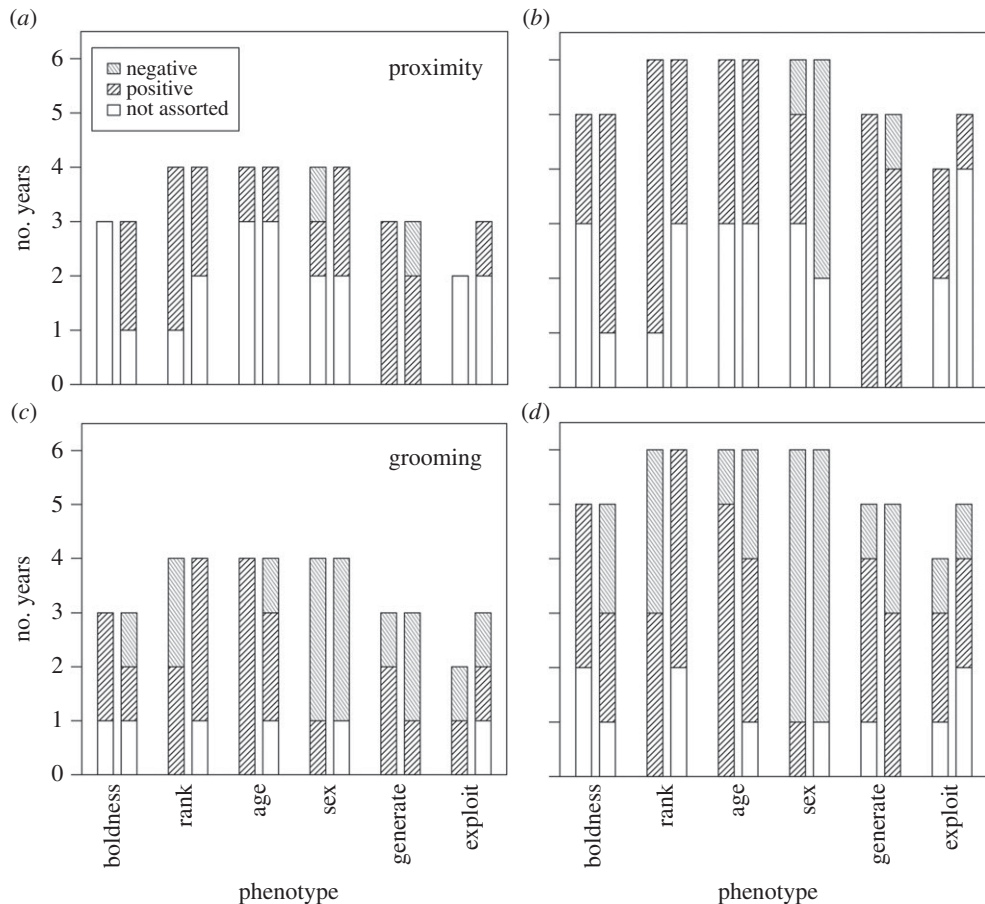 (a)
(b)
negative
positive
not assorted
proximity
6
5
4
3
2
1
0
no. years
(c)
(d)
grooming
6
5
4
3
2
1
0
no. years
boldness
rank
age
sex
generate
exploit
boldness
rank
age
sex
generate
exploit
phenotype
phenotype